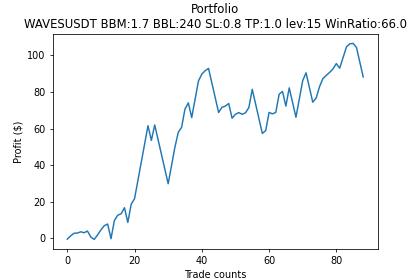 Portfolio
WAVESUSDT BBM:1.7 BBL:240 SL:0.8 TP:1.0 lev:15 WinRatio:66.0
100
80
60
40
20
0
Profit ($)
0 20 40 60 80
Trade counts